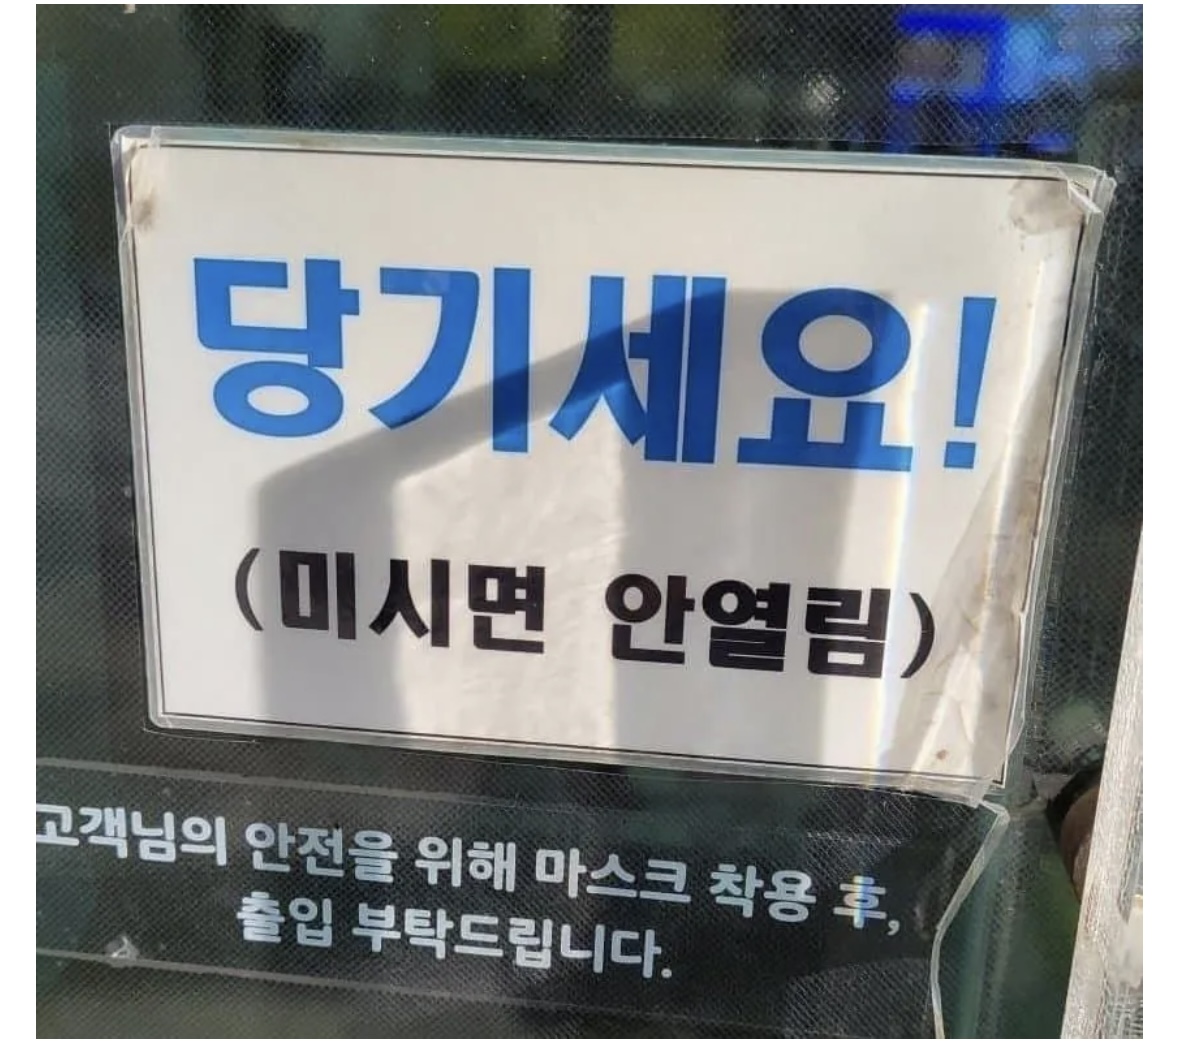 당기세요!
(미시면 안열림)
고객님의 안전을 위해 마스크 착용 후,
출입 부탁드립니다.